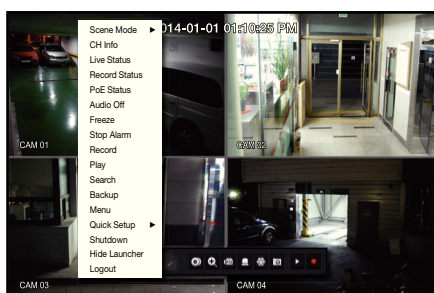 Scene Mode ▶
014-01-01 01:10:25 PM
CH Info
Live Status
Record Status
PoE Status
Audio Off
Freeze
Stop Alarm
Record
Play
Search
Backup
Menu
Quick Setup ▶
Shutdown
Hide Launcher
Logout
CAM 01
CAM 02
CAM 03
CAM 04